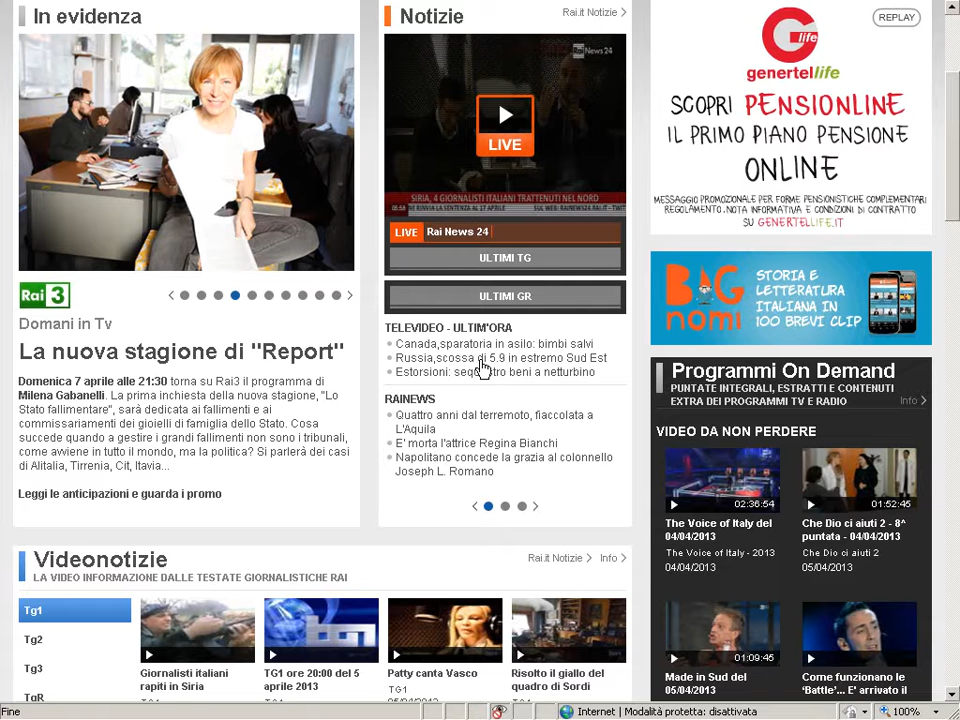 In evidenza
Rai 3
Domani in Tv
La nuova stagione di "Report"
Domenica 7 aprile alle 21:30 torna su Rai3 il programma di
Milena Gabanelli. La prima inchiesta della nuova stagione, "Lo
Stato fallimentare", sarà dedicata ai fallimenti e ai
commissariamenti dei gioielli di famiglia dello Stato. Cosa
succede quando a gestire i grandi fallimenti non sono i tribunali,
come avviene in tutto il mondo, ma la politica? Si parlerà dei casi
di Alitalia, Tirrenia, Cit, Itavia...
Leggi le anticipazioni e guarda i promo
Notizie
Rai.it Notizie
News24
LIVE
SIRIA, 4 GIORNALISTI ITALIANI TRATTENUTI NEL NORD
LIVE Rai News 24
ULTIMI TG
ULTIMI GR
TELEVIDEO - ULTIM'ORA
Canada,sparatoria in asilo: bimbi salvi
Russia,scossa di 5.9 in estremo Sud Est
Estorsioni: beni a netturbino
RAINEWS
Quattro anni dal terremoto, fiaccolata a
L'Aquila
E' morta l'attrice Regina Bianchi
Napolitano concede la grazia al colonnello
Joseph L. Romano
REPLAY
G life
genertellife
SCOPRI PENSIONLINE
IL PRIMO PIANO PENSIONE
ONLINE
MESSAGGIO PROMOZIONALE PER FORME PENSIONISTICHE COMPLEMENTARI
REGOLAMENTO, NOTA INFORMATIVA E CONDIZIONI DI CONTRATTO
SU GENERTELLIFE.IT
BIG
nomi
STORIA E
LETTERATURA
ITALIANA IN
100 BREVI CLIP
Programmi On Demand
PUNTATE INTEGRALI, ESTRATTI E CONTENUTI
EXTRA DEI PROGRAMMI TV E RADIO
Info
VIDEO DA NON PERDERE
02:36:54
The Voice of Italy del
04/04/2013
The Voice of Italy - 2013
04/04/2013
01:52:45
Che Dio ci aiuti 2 - 8^
puntata - 04/04/2013
Che Dio ci aiuti 2
05/04/2013
01:09:45
Made in Sud del
05/04/2013
Come funzionano le
'Battle'... E' arrivato il
Videonotizie
Rai.it Notizie
Info
LA VIDEO INFORMAZIONE DALLE TESTATE GIORNALISTICHE RAI
Tg1
Tg2
Tg3
TgR
Giornalisti italiani
rapiti in Siria
TG1 ore 20:00 del 5
aprile 2013
Patty canta Vasco
TG1
Risolto il giallo del
quadro di Sordi
Fine
Internet | Modalità protetta: disattivata
100%